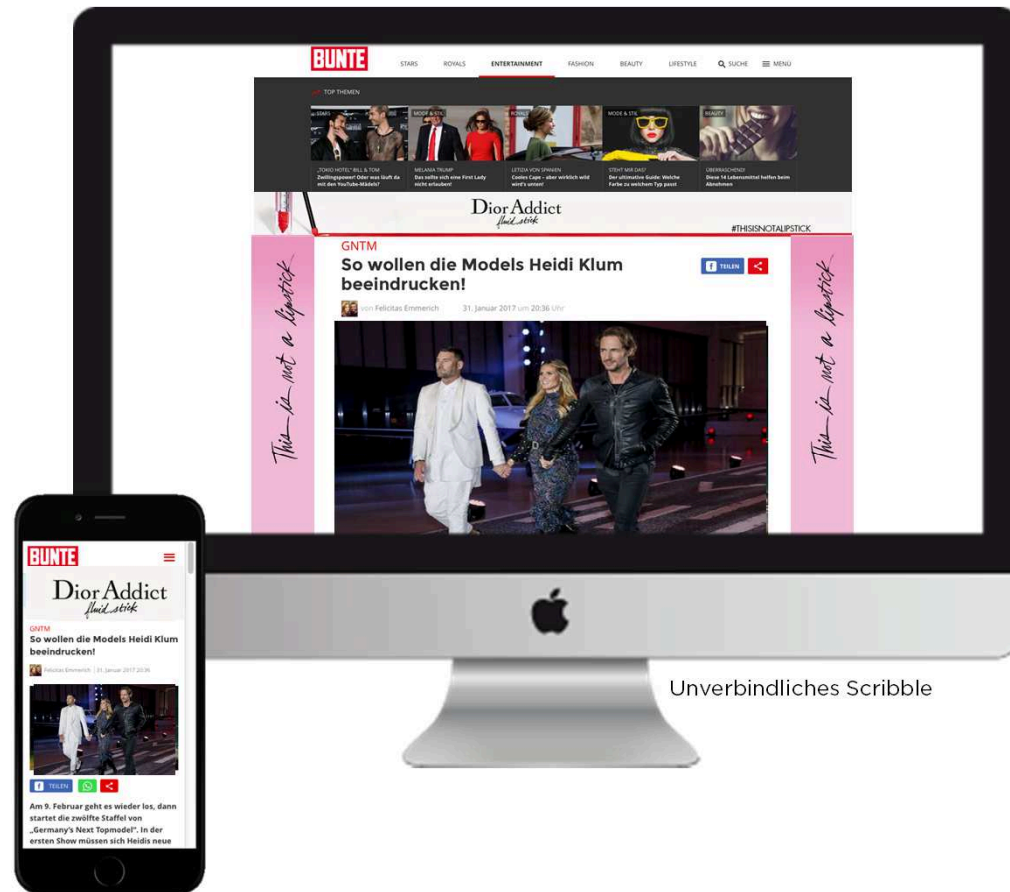 BUNTE
STARS ROYALS ENTERTAINMENT FASHION BEAUTY LIFESTYLE SUCHE MENÜ
TOP THEMEN
STARS
MODE & STIL
ROYALS
MODE & STIL
BEAUTY
„TOKIO HOTEL“ BILL & TOM
Zwillingspower! Oder was läuft da
mit den YouTube-Mädels?
MELANIA TRUMP
Das sollte sich eine First Lady
nicht erlauben!
LETIZIA VON SPANIEN
Cooles Cape – aber wirklich wild
wird's unten!
STEHT MIR DAS?
Der ultimative Guide: Welche
Farbe zu welchem Typ passt
ÜBERRASCHEND!
Diese 14 Lebensmittel helfen beim
Abnehmen
Dior Addict
fluid stick
#THISISNOTALIPSTICK
GNTM
So wollen die Models Heidi Klum
beeindrucken!
TEILEN
von Felicitas Emmerich 31. Januar 2017 um 20:36 Uhr
This is not a lipstick
This is not a lipstick
BUNTE
Dior Addict
fluid stick
GNTM
So wollen die Models Heidi Klum
beeindrucken!
Felicitas Emmerich | 31. Januar 2017 20:36
TEILEN
Am 9. Februar geht es wieder los, dann
startet die zwölfte Staffel von
„Germany's Next Topmodel“. In der
ersten Show müssen sich Heidis neue
Unverbindliches Scribble